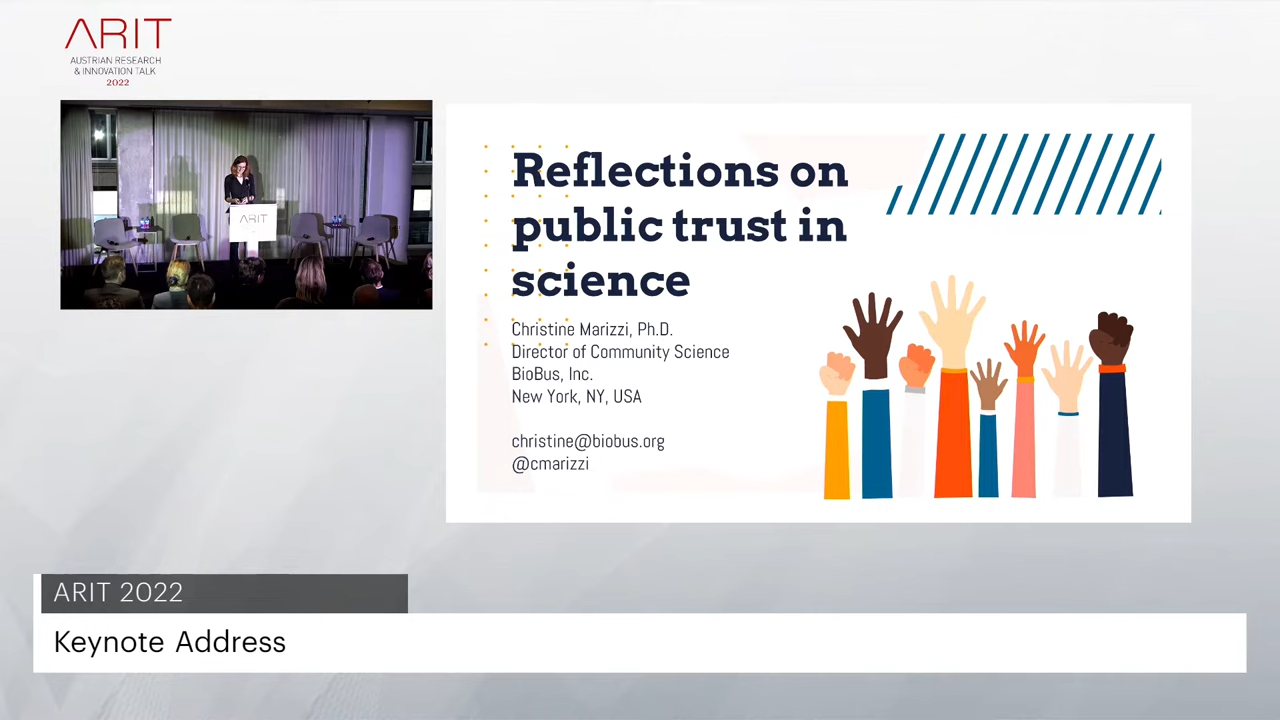 ARIT
AUSTRIAN RESEARCH
& INNOVATION TALK
2022
ARIT
Reflections on
public trust in
science
Christine Marizzi, Ph.D.
Director of Community Science
BioBus, Inc.
New York, NY, USA
christine@biobus.org
@cmarizzi
ARIT 2022
Keynote Address